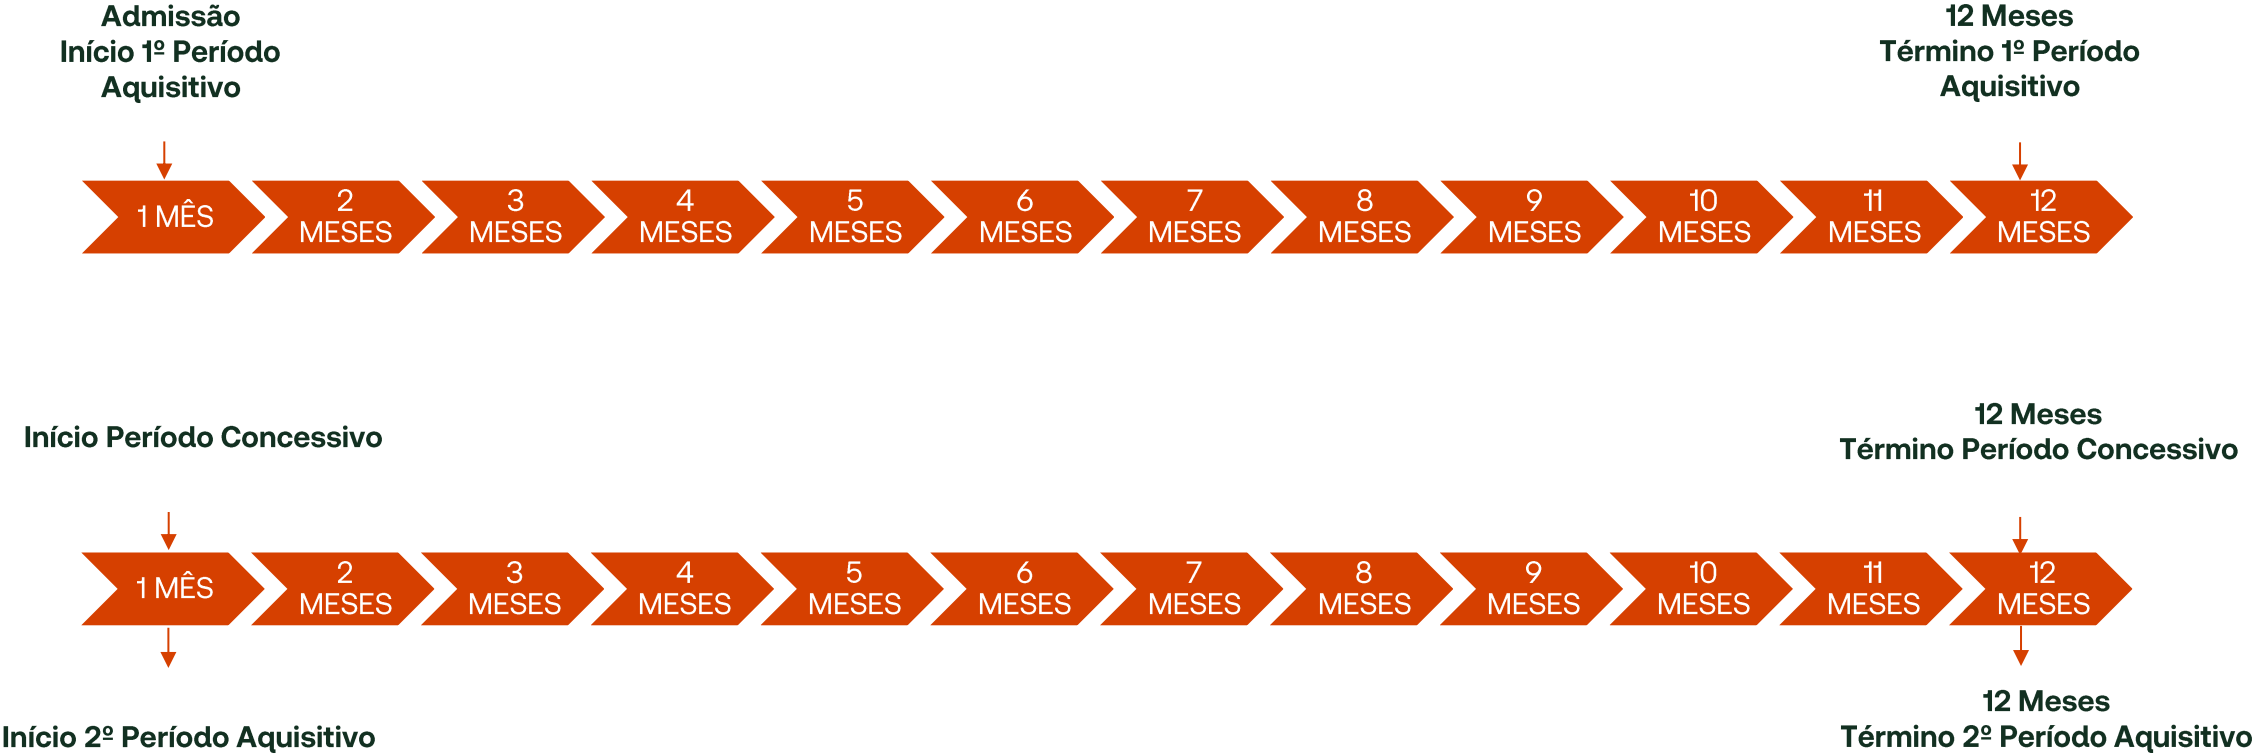 Admissão
Início 1º Período
Aquisitivo
12 Meses
Término 1º Período
Aquisitivo
1 MÊS
2
MESES
3
MESES
4
MESES
5
MESES
6
MESES
7
MESES
8
MESES
9
MESES
10
MESES
11
MESES
12
MESES
Início Período Concessivo
12 Meses
Término Período Concessivo
1 MÊS
2
MESES
3
MESES
4
MESES
5
MESES
6
MESES
7
MESES
8
MESES
9
MESES
10
MESES
11
MESES
12
MESES
Início 2º Período Aquisitivo
12 Meses
Término 2º Período Aquisitivo